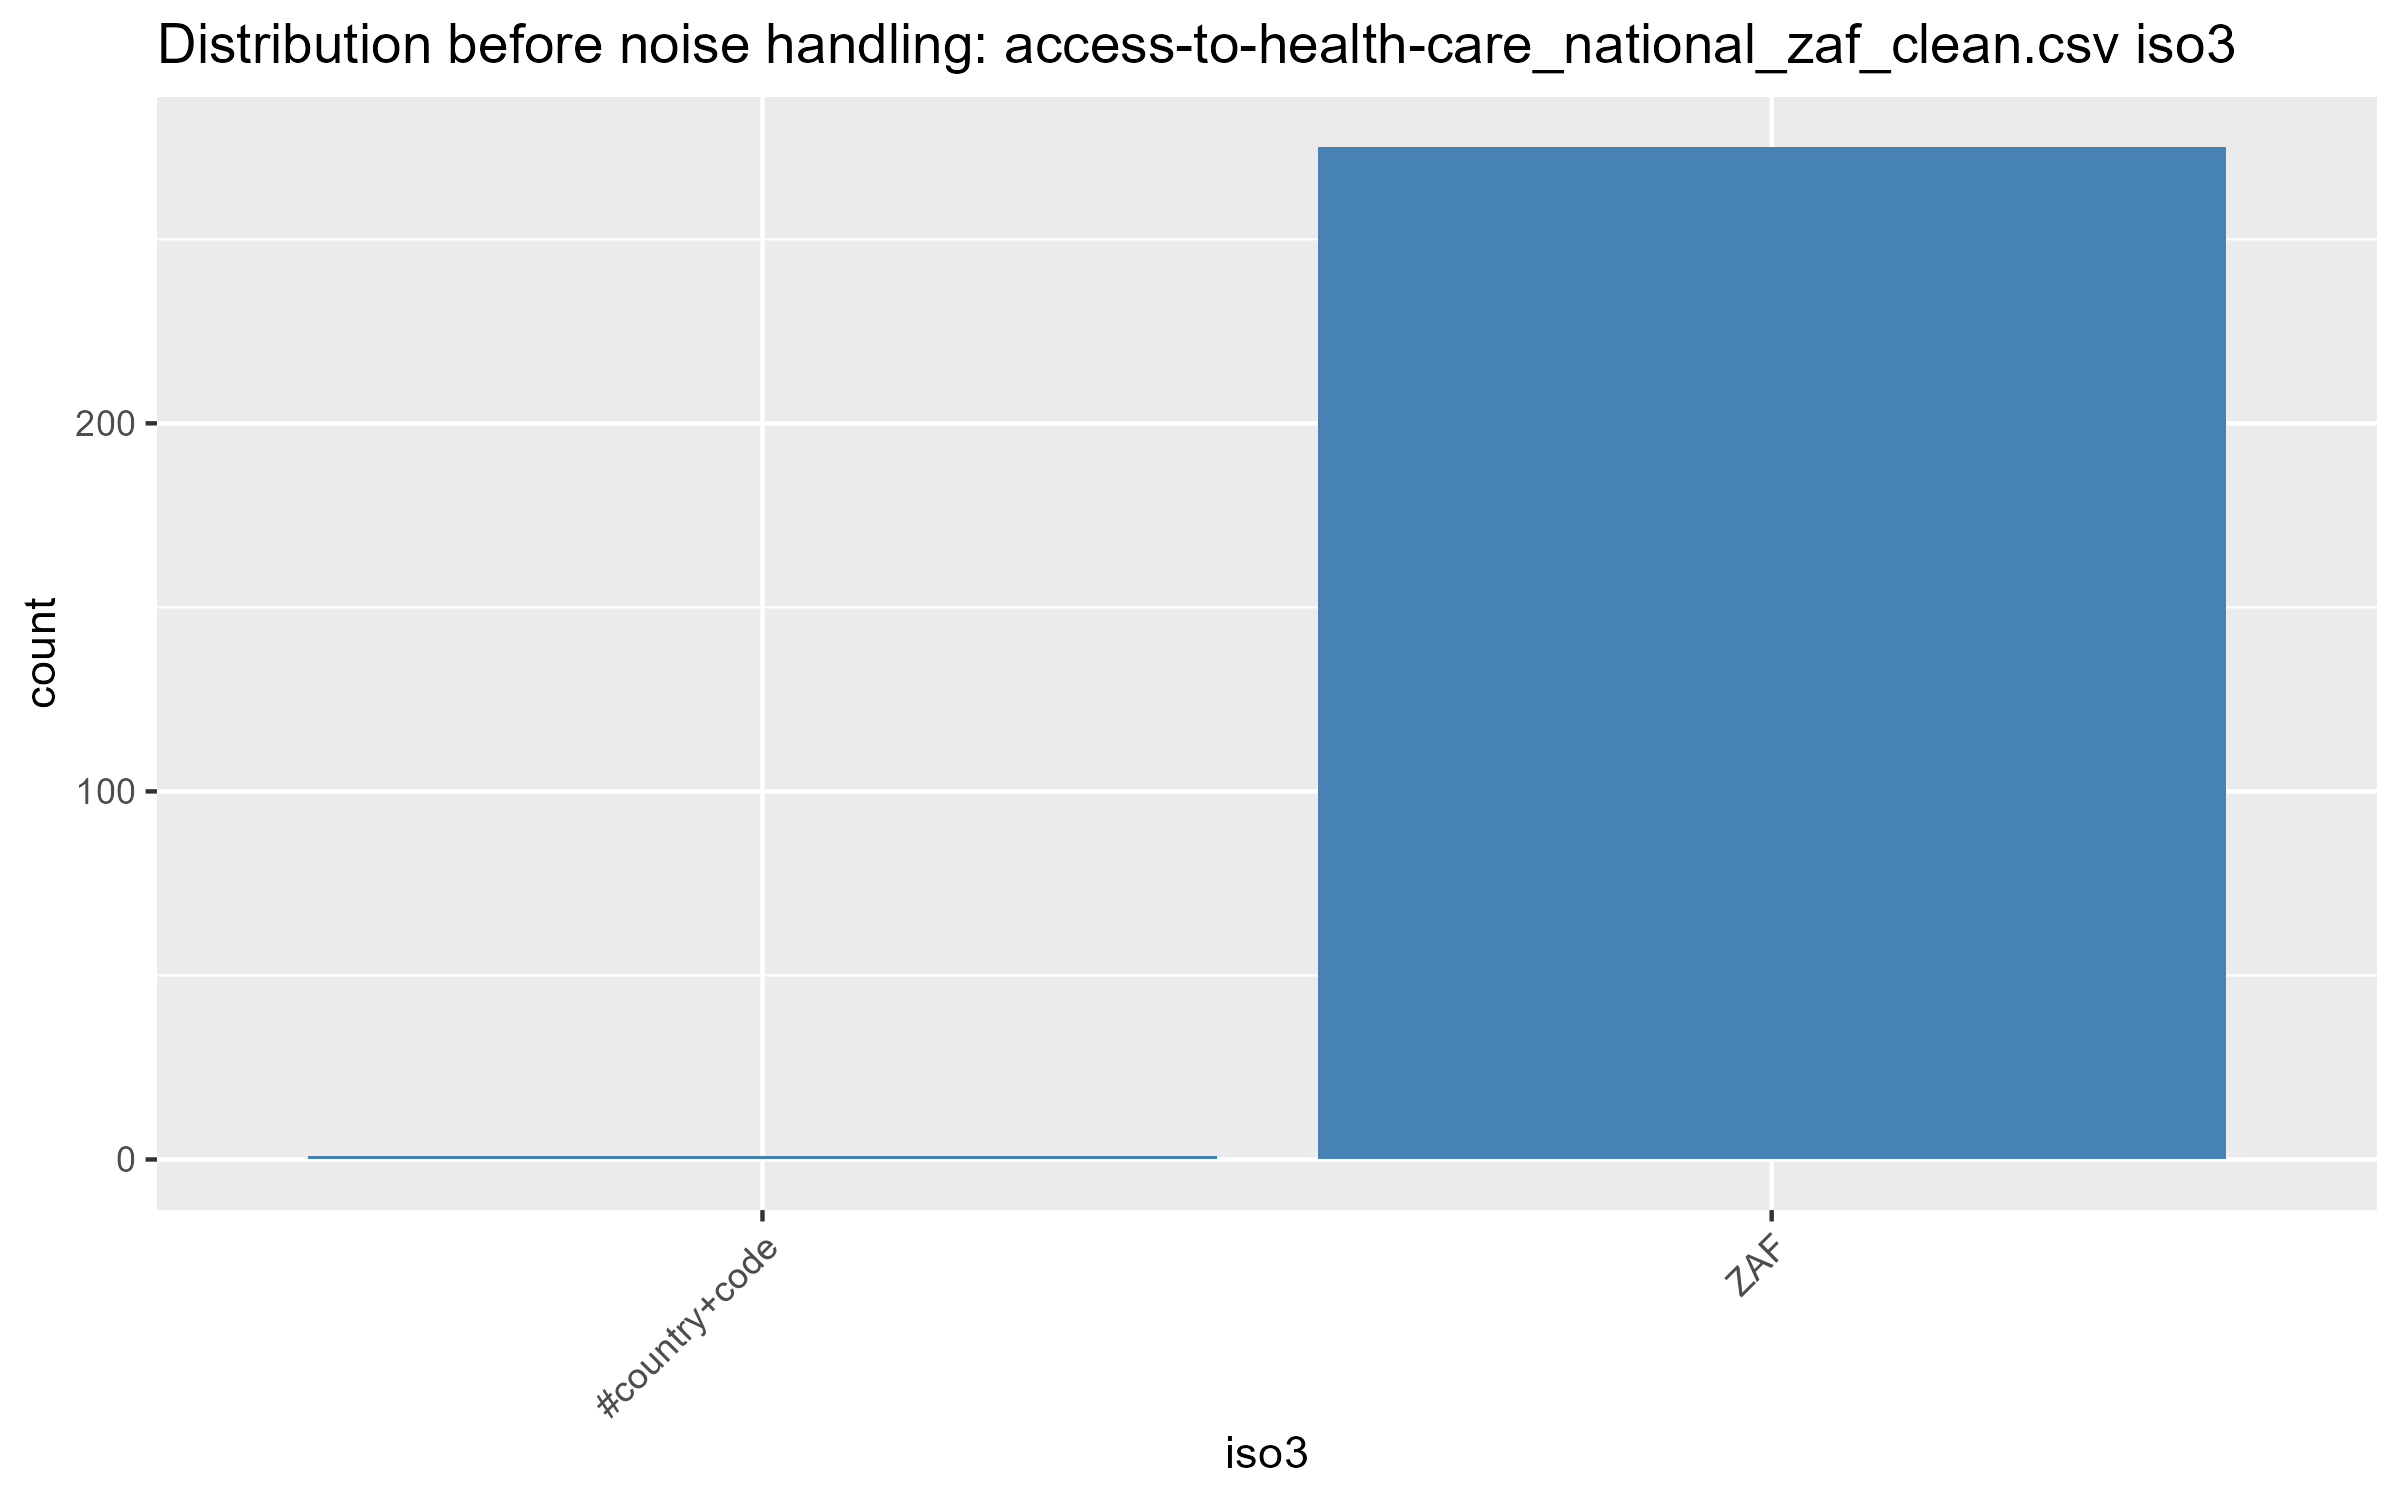 Distribution before noise handling: access-to-health-care_national_zaf_clean.csv iso3
count
200
100
0
#country+code
ZAF
iso3